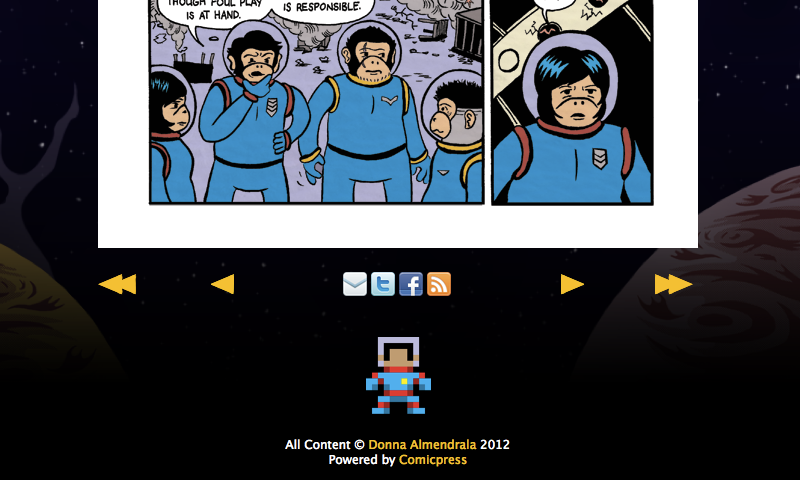 THOUGH FOUL PLAY
IS AT HAND.
IS RESPONSIBLE.
All Content © Donna Almendrala 2012
Powered by Comicpress